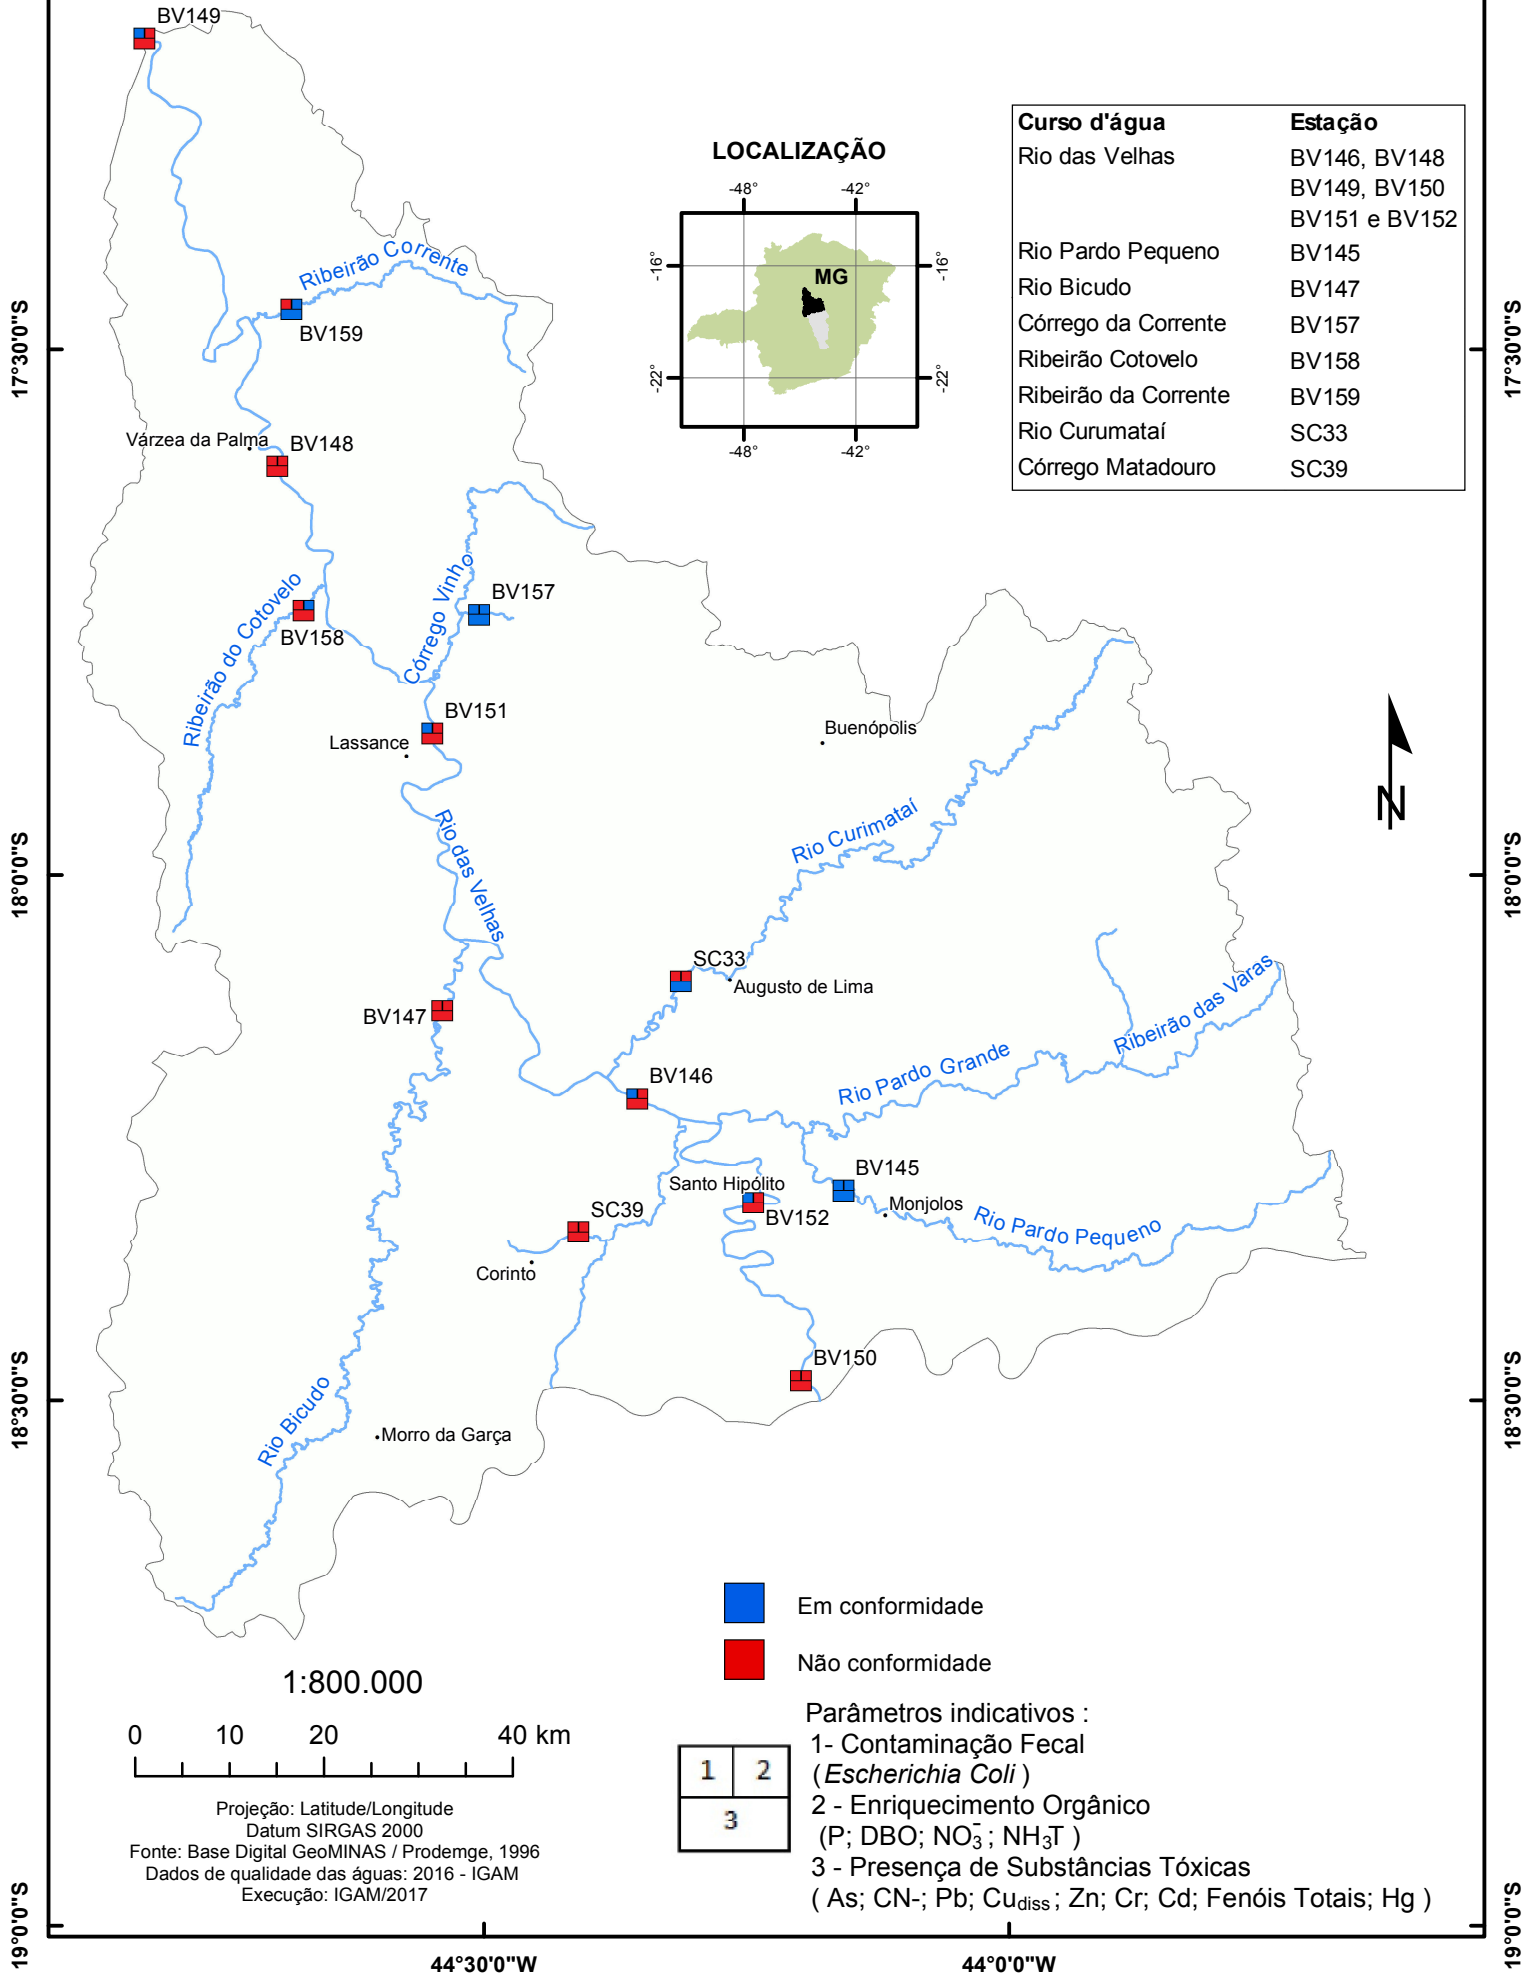 BV149
LOCALIZAÇÃO
-48°
-42°
-16°
-16°
MG
-22°
-22°
-48°
-42°
Curso d'água Estação
Rio das Velhas BV146, BV148
BV149, BV150
BV151 e BV152
Rio Pardo Pequeno BV145
Rio Bicudo BV147
Córrego da Corrente BV157
Ribeirão Cotovelo BV158
Ribeirão da Corrente BV159
Rio Curumataí SC33
Córrego Matadouro SC39
Ribeirão Corrente
BV159
17°30'0"S
17°30'0"S
Várzea da Palma
BV148
Córrego Vinho
BV157
Ribeirão do Cotovelo
BV158
BV151
Lassance
Buenópolis
N
Rio das Velhas
Rio Curimataí
18°0'0"S
18°0'0"S
SC33
Augusto de Lima
Ribeirão das Varas
BV147
Rio Pardo Grande
BV146
BV145
Santo Hipólito
Monjolos
BV152
Rio Pardo Pequeno
SC39
Corinto
BV150
18°30'0"S
18°30'0"S
Rio Bicudo
Morro da Garça
Em conformidade
Não conformidade
1:800.000
0 10 20 40 km
Projeção: Latitude/Longitude
Datum SIRGAS 2000
Fonte: Base Digital GeoMINAS / Prodemge, 1996
Dados de qualidade das águas: 2016 - IGAM
Execução: IGAM/2017
1 2
3
Parâmetros indicativos :
1- Contaminação Fecal
(Escherichia Coli )
2 - Enriquecimento Orgânico
(P; DBO; NO₃⁻; NH₃T )
3 - Presença de Substâncias Tóxicas
( As; CN-; Pb; Cudiss; Zn; Cr; Cd; Fenóis Totais; Hg )
19°0'0"S
19°0'0"S
44°30'0"W
44°0'0"W